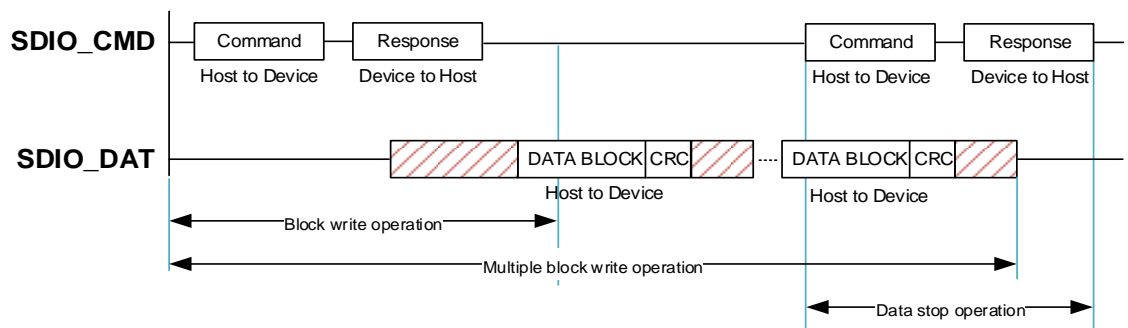 SDIO_CMD
Command
Response
Command
Response
Host to Device
Device to Host
Host to Device
Device to Host
SDIO_DAT
DATA BLOCK
CRC
DATA BLOCK
CRC
Host to Device
Host to Device
Block write operation
Multiple block write operation
Data stop operation